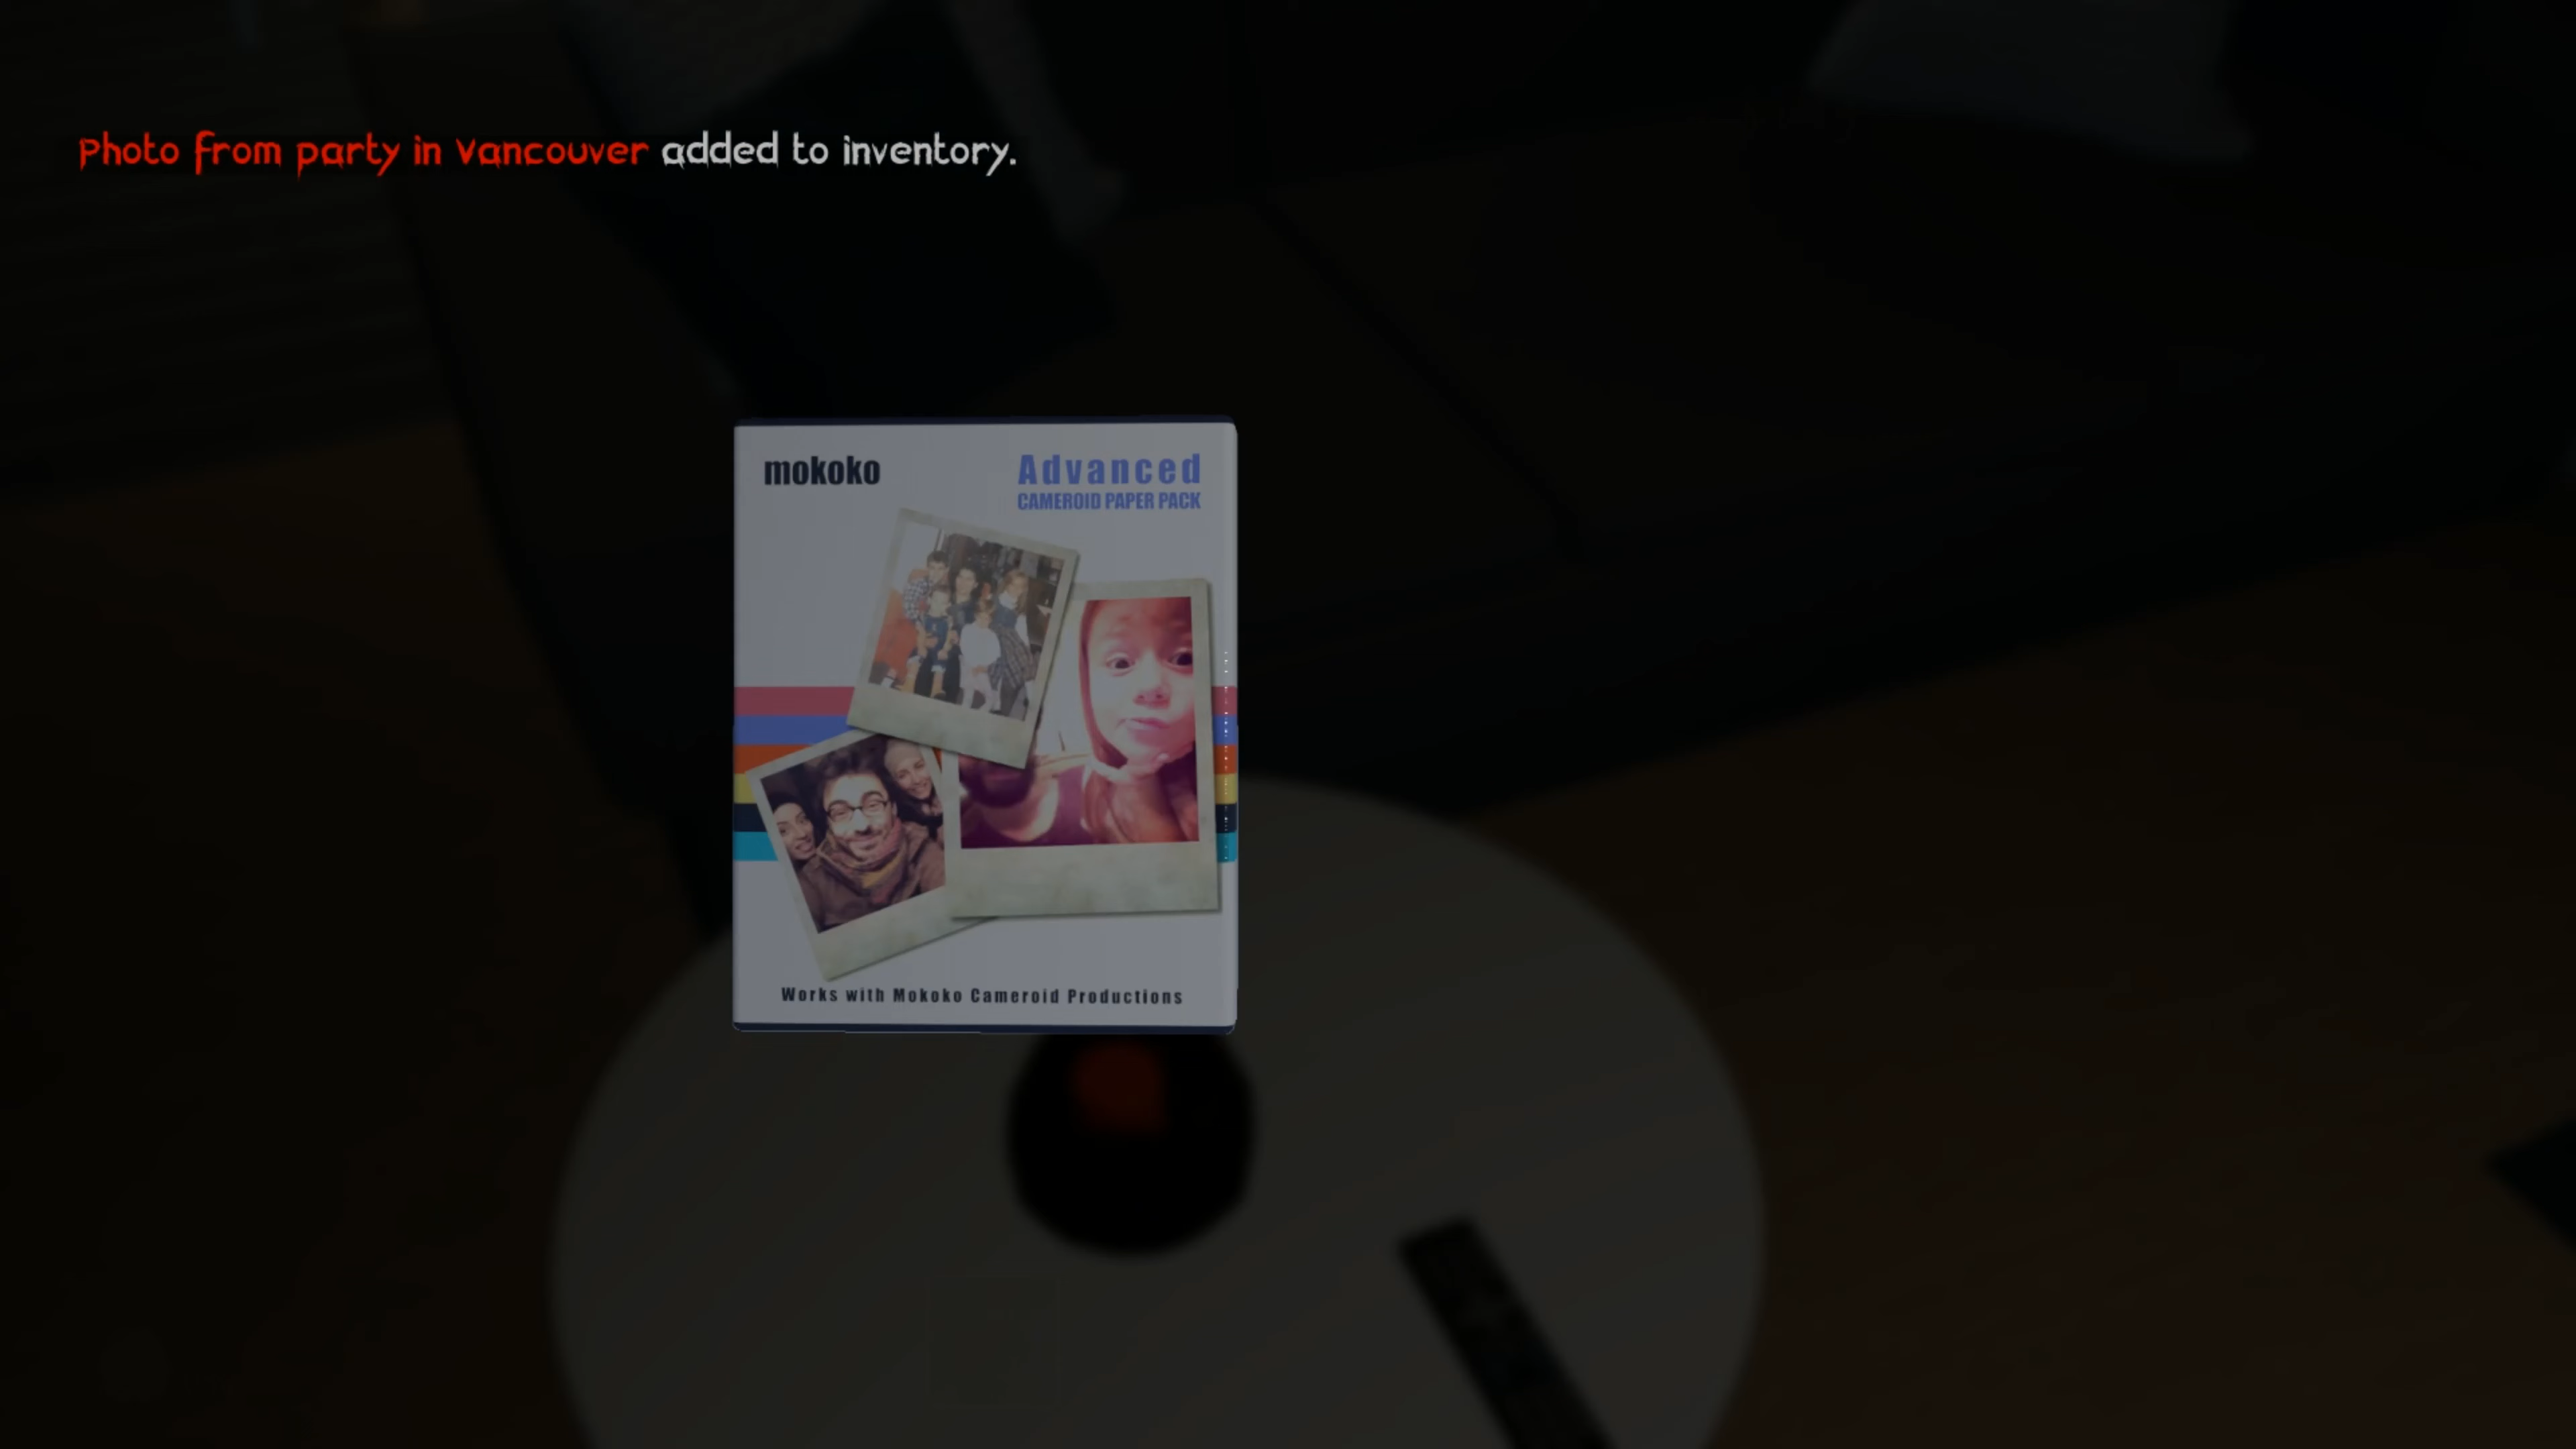 Photo from party in Vancouver added to inventory.
mokoko
Advanced
CAMEROID PAPER PACK
Works with Mokoko Cameroid Productions